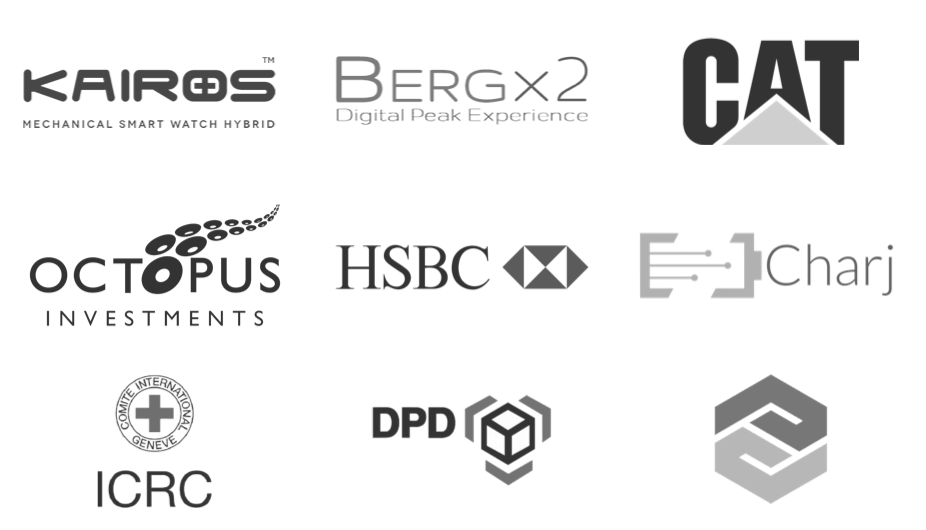 KAIROS™
MECHANICAL SMART WATCH HYBRID
BERGX2
Digital Peak Experience
CAT
OCTOPUS
INVESTMENTS
HSBC
Charj
COMITE INTERNATIONAL
GENEVE
ICRC
DPD